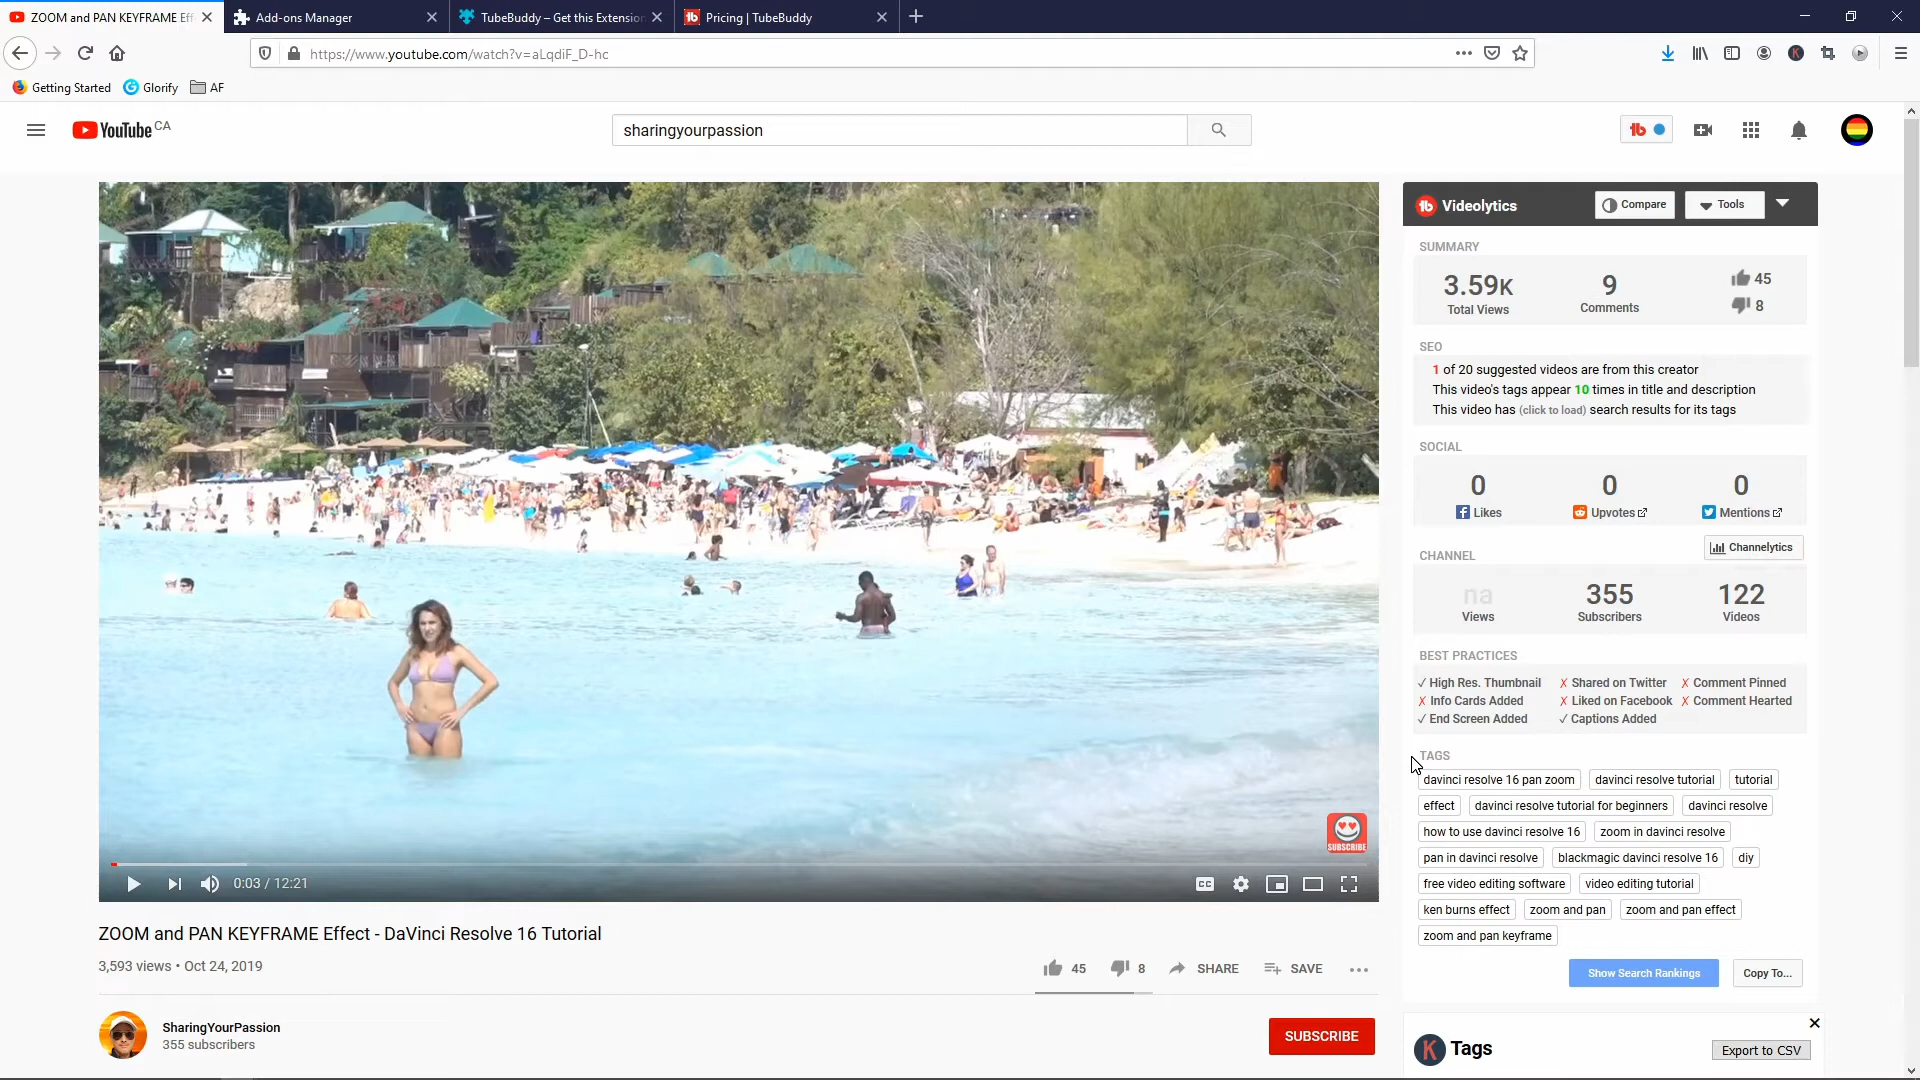 ZOOM and PAN KEYFRAME Eff
Add-ons Manager
TubeBuddy – Get this Extension
Pricing | TubeBuddy
https://www.youtube.com/watch?v=aLqdiF_D-hc
Getting Started
Glorify
AF
YouTube CA
sharingyourpassion
tb
tb Videolytics
Compare
Tools
SUMMARY
3.59K
Total Views
9
Comments
45
8
SEO
1 of 20 suggested videos are from this creator
This video's tags appear 10 times in title and description
This video has (click to load) search results for its tags
SOCIAL
0
Likes
0
Upvotes
0
Mentions
CHANNEL
Channelytics
na
Views
355
Subscribers
122
Videos
BEST PRACTICES
✓ High Res. Thumbnail ✗ Shared on Twitter ✗ Comment Pinned
✗ Info Cards Added ✗ Liked on Facebook ✗ Comment Hearted
✓ End Screen Added ✓ Captions Added
TAGS
davinci resolve 16 pan zoom davinci resolve tutorial tutorial
effect davinci resolve tutorial for beginners davinci resolve
how to use davinci resolve 16 zoom in davinci resolve
pan in davinci resolve blackmagic davinci resolve 16 diy
free video editing software video editing tutorial
ken burns effect zoom and pan zoom and pan effect
zoom and pan keyframe
Show Search Rankings Copy To...
K Tags
Export to CSV
SUBSCRIBE
0:03 / 12:21
CC
ZOOM and PAN KEYFRAME Effect - DaVinci Resolve 16 Tutorial
3,593 views • Oct 24, 2019
45 8 SHARE SAVE
SharingYourPassion
355 subscribers
SUBSCRIBE